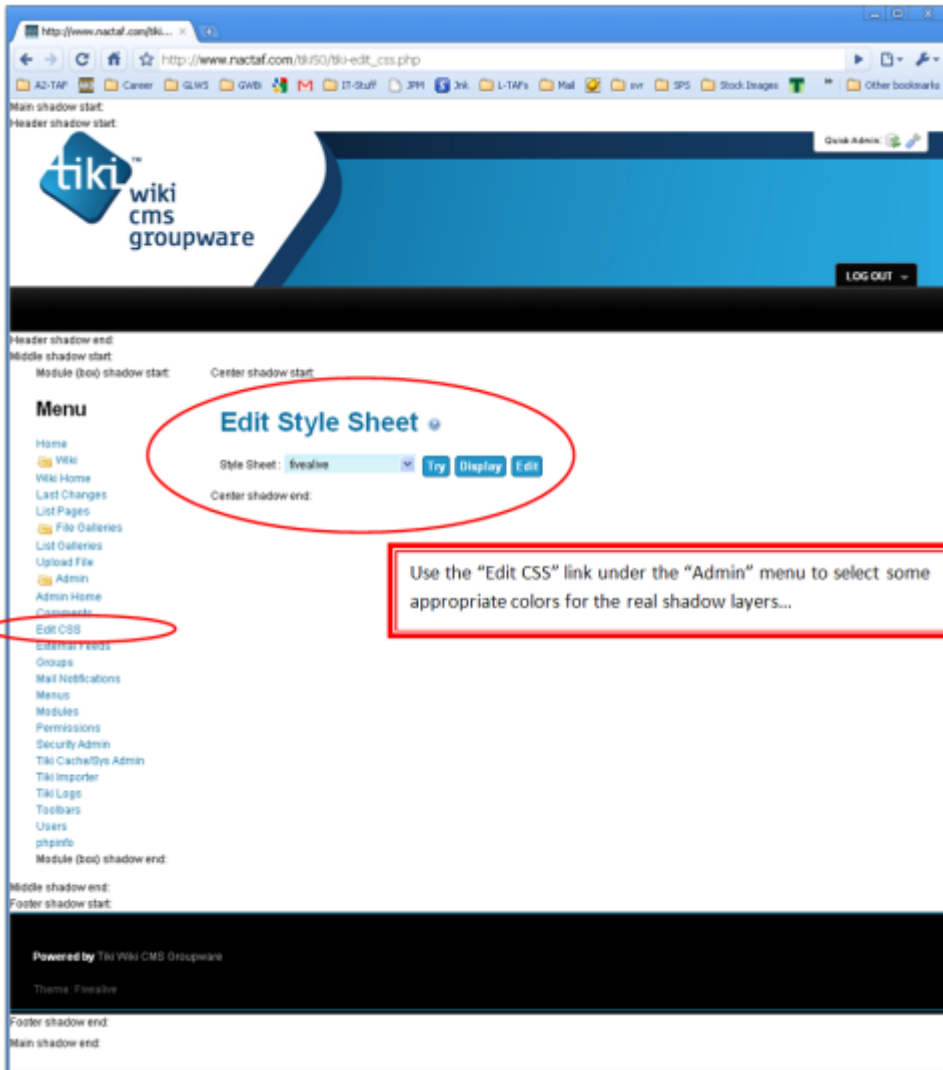 http://www.nactaf.com/tiki...
http://www.nactaf.com/tiki50/tiki-edit_css.php
A2-TAF Career GLWS GWBi IT-Stuff JPM Jnk L-TAFs Mail svr SPS Stock Images Other bookmarks
Main shadow start:
Header shadow start:
Quick Admin:
tiki™
wiki
cms
groupware
LOG OUT
Header shadow end:
Middle shadow start:
Module (box) shadow start: Center shadow start:
Menu
Edit Style Sheet
Home
Wiki
Style Sheet: fivealive Try Display Edit
Wiki Home
Last Changes
Center shadow end:
List Pages
File Galleries
List Galleries
Upload File
Admin
Use the “Edit CSS” link under the “Admin” menu to select some
appropriate colors for the real shadow layers...
Admin Home
Comments
Edit CSS
External Feeds
Groups
Mail Notifications
Menus
Modules
Permissions
Security Admin
Tiki Cache/Sys Admin
Tiki Importer
Tiki Logs
Toolbars
Users
phpinfo
Module (box) shadow end:
Middle shadow end:
Footer shadow start:
Powered by Tiki Wiki CMS Groupware
Theme: Fivealive
Footer shadow end:
Main shadow end: